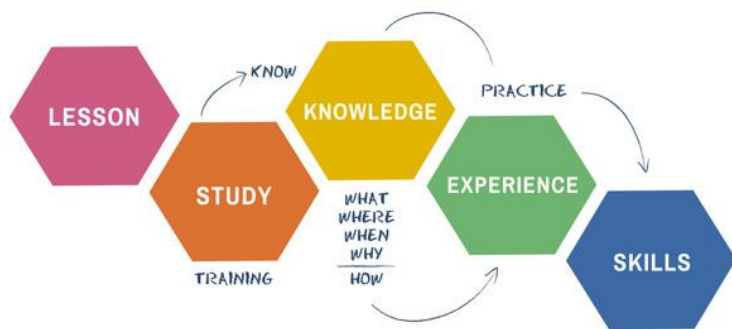 LESSON
STUDY
TRAINING
KNOW
KNOWLEDGE
WHAT
WHERE
WHEN
WHY
HOW
PRACTICE
EXPERIENCE
SKILLS